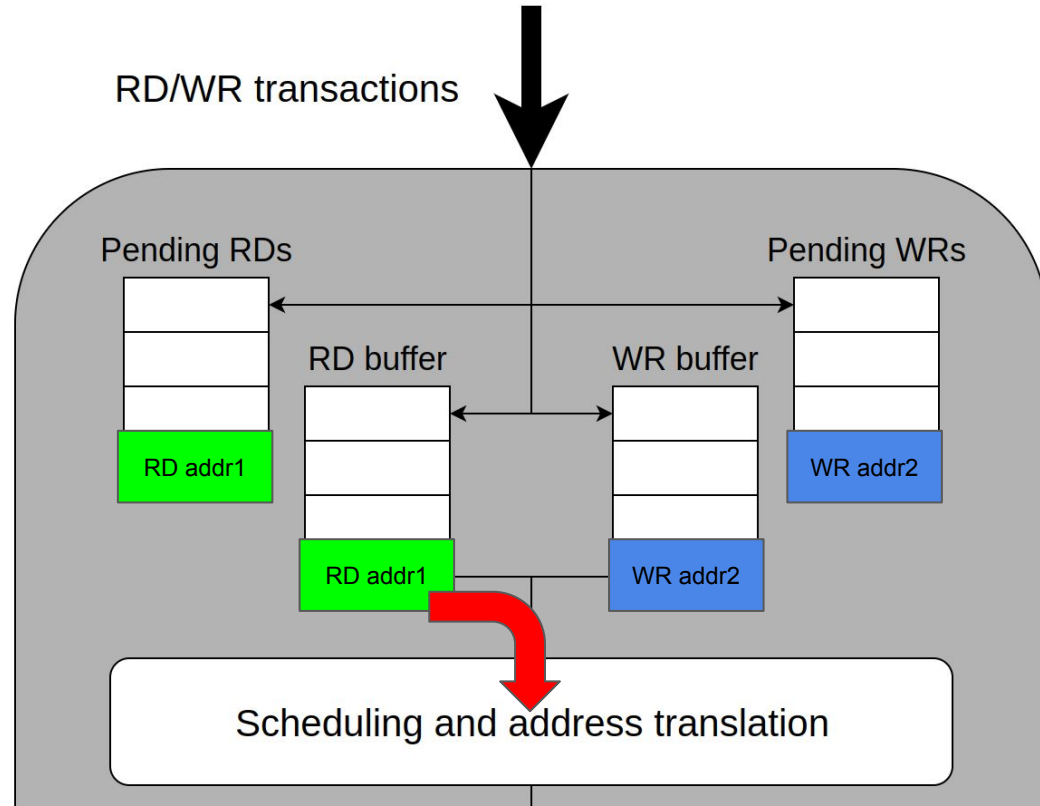 RD/WR transactions
Pending RDs
Pending WRs
RD buffer
WR buffer
RD addr1
WR addr2
RD addr1
WR addr2
Scheduling and address translation